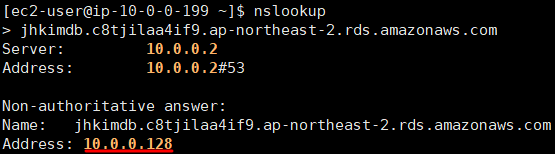 [ec2-user@ip-10-0-0-199 ~]$ nslookup
> jhkimdb.c8tjilaa4if9.ap-northeast-2.rds.amazonaws.com
Server: 10.0.0.2
Address: 10.0.0.2#53
Non-authoritative answer:
Name: jhkimdb.c8tjilaa4if9.ap-northeast-2.rds.amazonaws.com
Address: 10.0.0.128